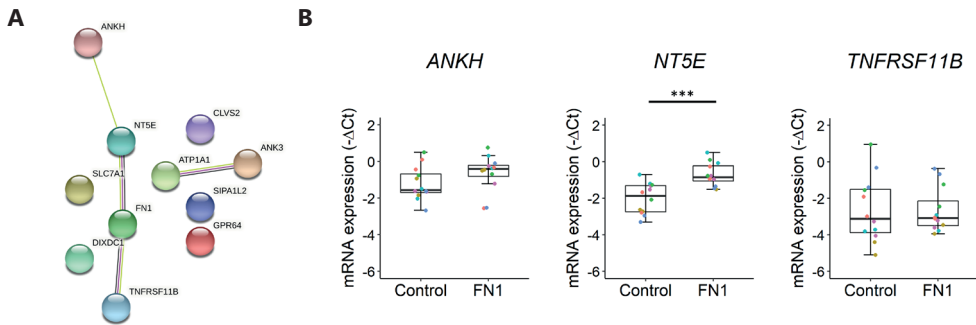 A
ANKH
NT5E
CLVS2
ATP1A1
ANK3
SLC7A1
SIPA1L2
FN1
GPR64
DIXDC1
TNFRSF11B
B
ANKH
mRNA expression (-ΔCt)
2
0
-2
-4
-6
Control FN1
NT5E
***
mRNA expression (-ΔCt)
2
0
-2
-4
-6
Control FN1
TNFRSF11B
mRNA expression (-ΔCt)
2
0
-2
-4
-6
Control FN1